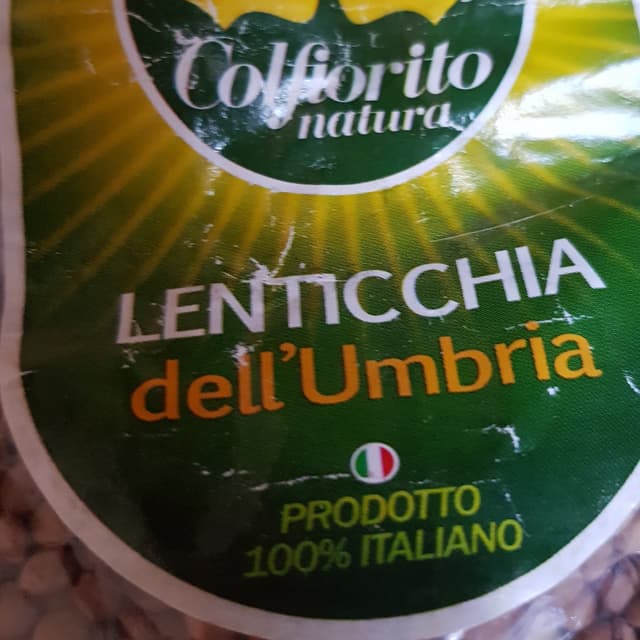 Colfiorito
natura
LENTICCHIA
dell'Umbria
PRODOTTO
100% ITALIANO